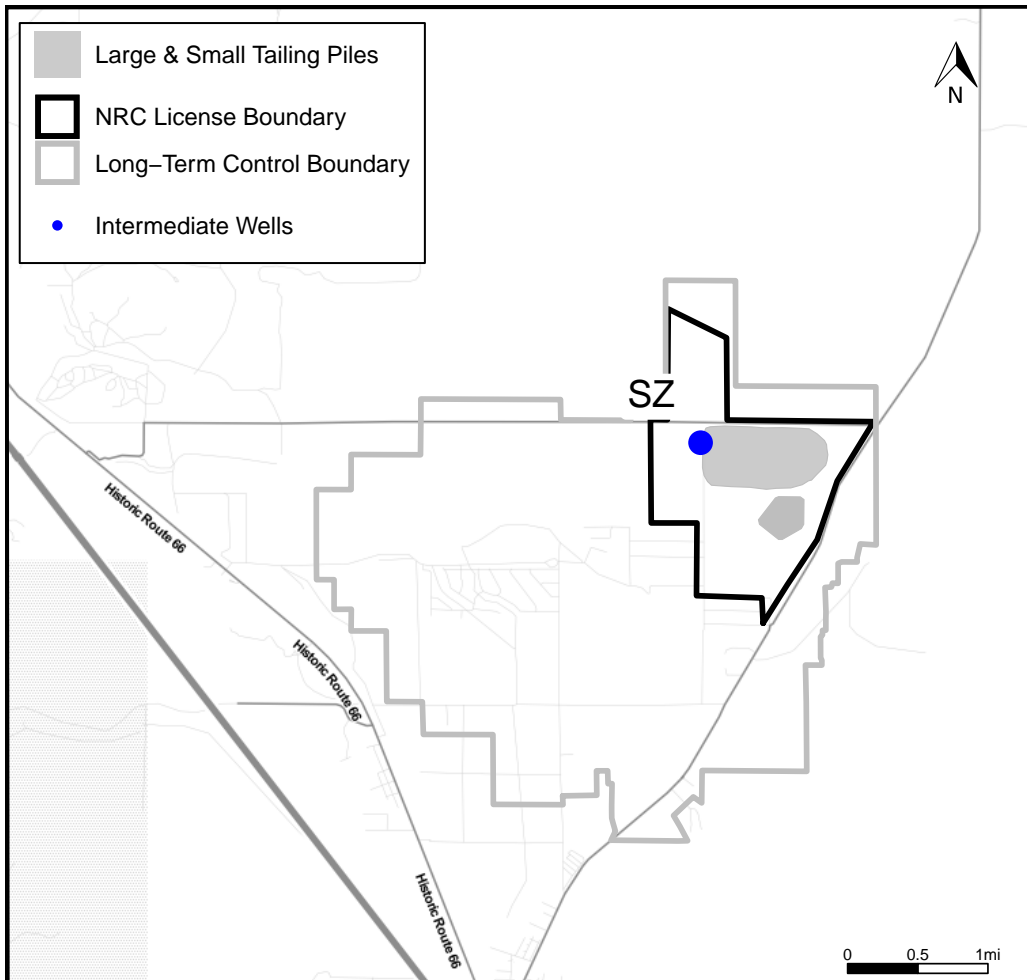 Large & Small Tailing Piles
NRC License Boundary
Long−Term Control Boundary
Intermediate Wells
N
SZ
Historic Route 66
Historic Route 66
Historic Route 66
0 0.5 1mi